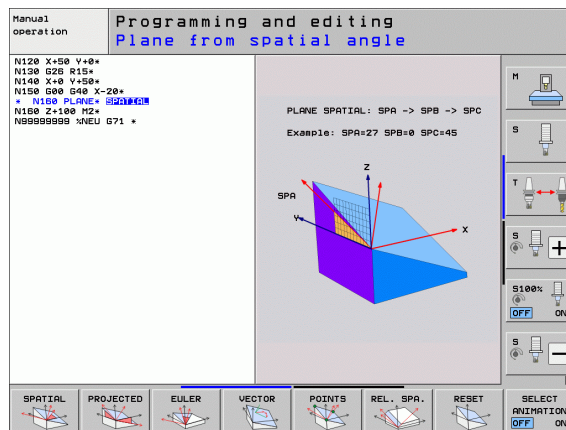 Manual
operation
Programming and editing
Plane from spatial angle
N120 X+50 Y+0*
N130 G26 R15*
N140 X+0 Y+50*
N150 G00 G40 X-20*
* N160 PLANE* SPATIAL
N160 Z+100 M2*
N99999999 %NEU G71 *
PLANE SPATIAL: SPA -> SPB -> SPC
Example: SPA=27 SPB=0 SPC=45
Z
SPA
Y
X
M
S
T
S
+
S100%
OFF ON
S
−
SPATIAL PROJECTED EULER VECTOR POINTS REL. SPA. RESET SELECT
ANIMATION
OFF ON